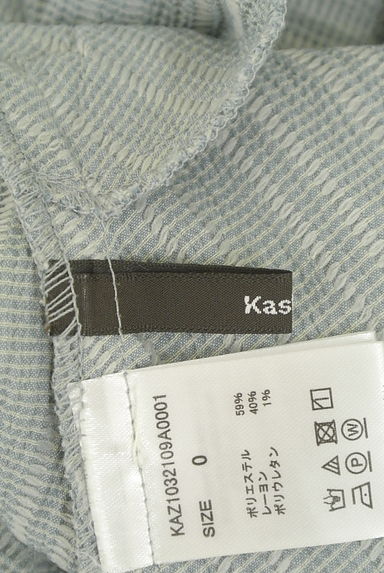 Kas
KAZ1032109A0001
SIZE 0
ポリエステル 59%
レーヨン 40%
ポリウレタン 1%